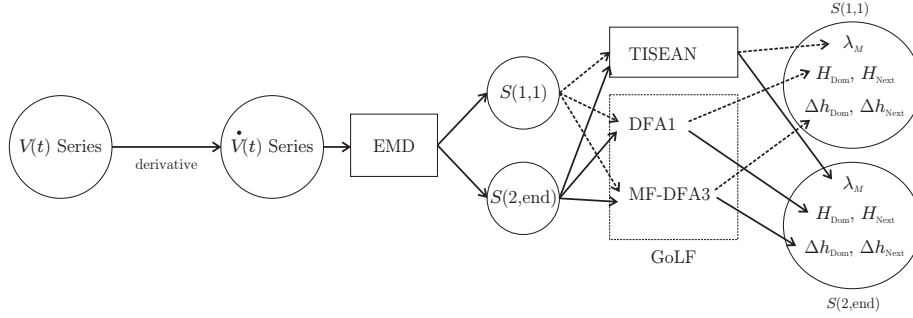 V(t) Series
derivative
V̇(t) Series
EMD
S(1,1)
S(2,end)
TISEAN
DFA1
MF-DFA3
GoLF
S(1,1)
λ_M
H_Dom, H_Next
Δh_Dom, Δh_Next
λ_M
H_Dom, H_Next
Δh_Dom, Δh_Next
S(2,end)